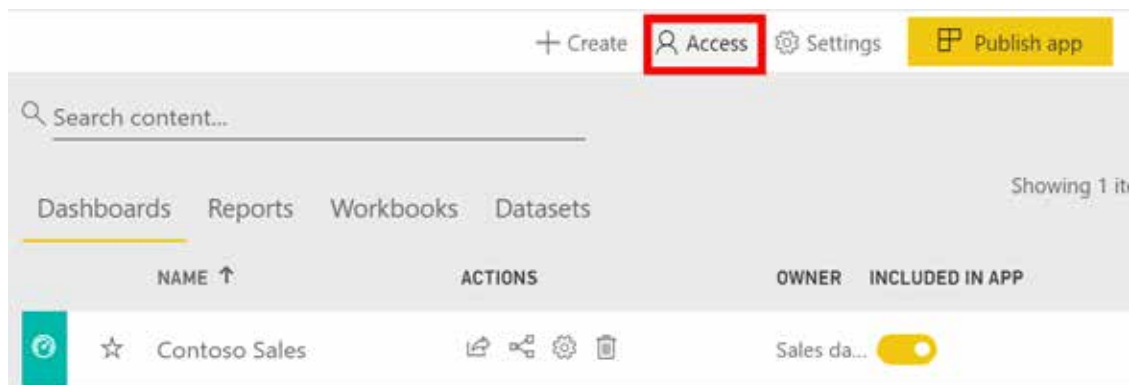 Create Access Settings Publish app
Search content...
Showing 1 ite
Dashboards Reports Workbooks Datasets
NAME ↑ ACTIONS OWNER INCLUDED IN APP
Contoso Sales Sales da...